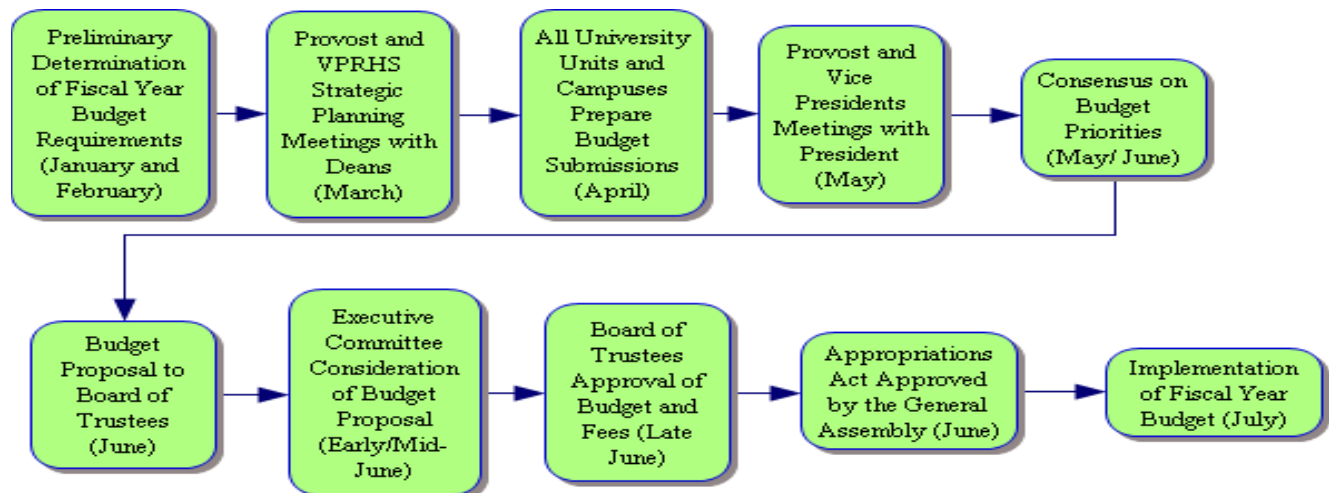 Preliminary
Determination
of Fiscal Year
Budget
Requirements
(January and
February)
Provost and
VPRHS
Strategic
Planning
Meetings with
Deans
(March)
All University
Units and
Campuses
Prepare
Budget
Submissions
(April)
Provost and
Vice
Presidents
Meetings with
President
(May)
Consensus on
Budget
Priorities
(May/ June)
Budget
Proposal to
Board of
Trustees
(June)
Executive
Committee
Consideration
of Budget
Proposal
(Early/Mid-
June)
Board of
Trustees
Approval of
Budget and
Fees (Late
June)
Appropriations
Act Approved
by the General
Assembly (June)
Implementation
of Fiscal Year
Budget (July)